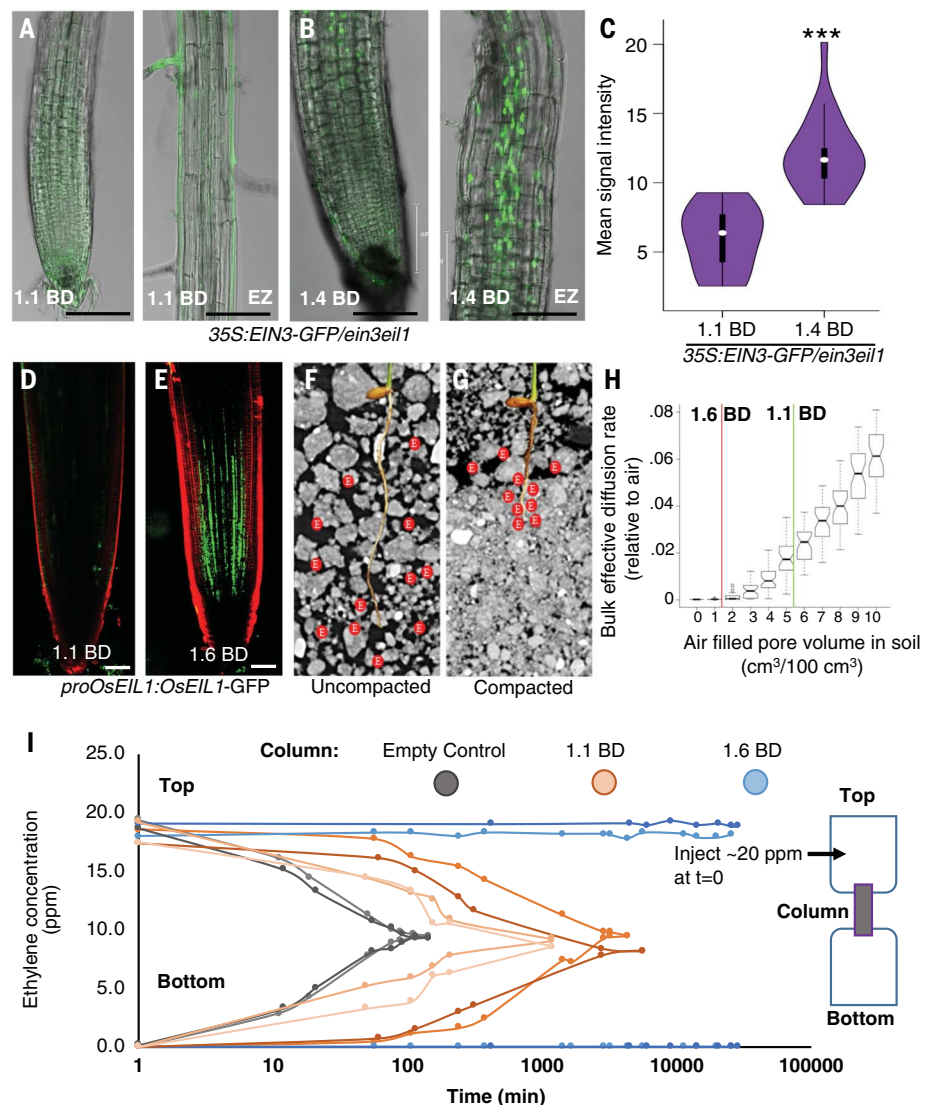 A
B
C
1.1 BD
1.1 BD
EZ
1.4 BD
1.4 BD
EZ
35S:EIN3-GFP/ein3eil1
Mean signal intensity
20
15
10
5
***
1.1 BD
1.4 BD
35S:EIN3-GFP/ein3eil1
D
E
F
G
H
1.1 BD
1.6 BD
proOsEIL1:OsEIL1-GFP
E
E
E
E
E
E
E
E
E
E
E
Uncompacted
E
E
E
E
E
E
E
E
E
E
Compacted
1.6 BD
1.1 BD
Bulk effective diffusion rate
(relative to air)
.08
.06
.04
.02
0
0 1 2 3 4 5 6 7 8 9 10
Air filled pore volume in soil
(cm³/100 cm³)
I
Column:
Empty Control
1.1 BD
1.6 BD
Ethylene concentration
(ppm)
25.0
20.0
15.0
10.0
5.0
0.0
Top
Bottom
1 10 100 1000 10000 100000
Time (min)
Top
Inject ~20 ppm
at t=0
Column
Bottom